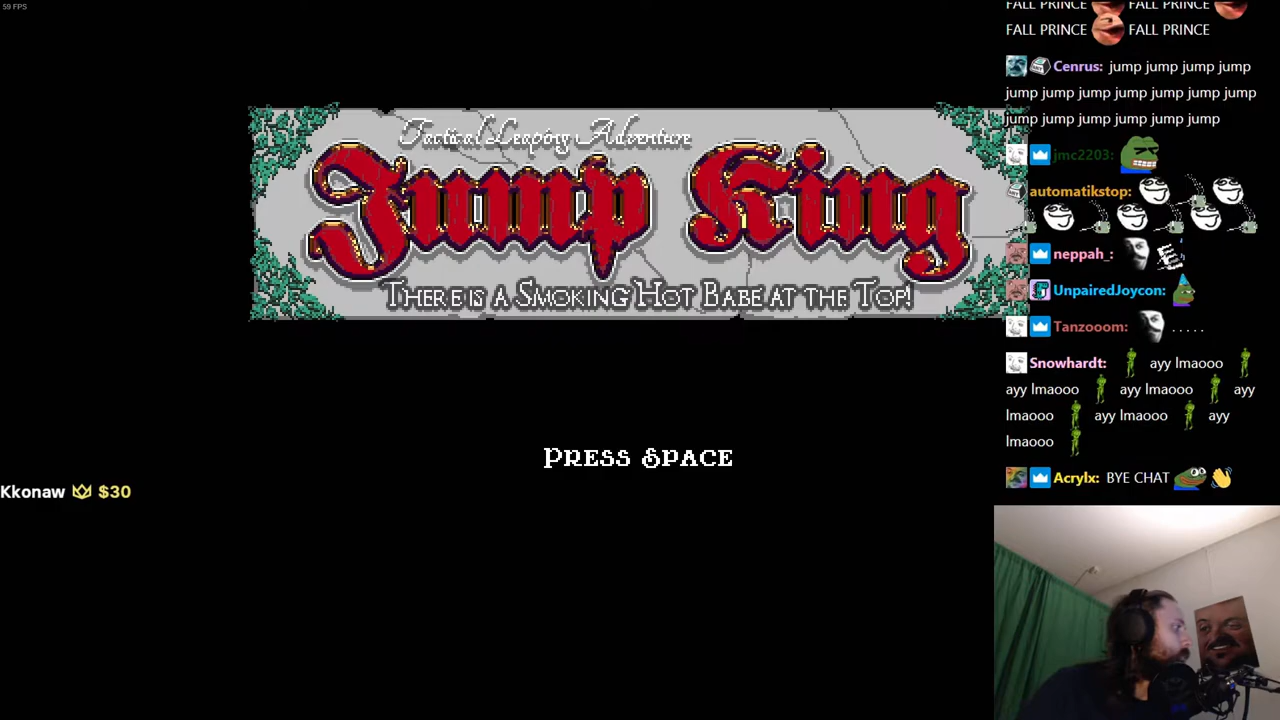 59 FPS
Tactical Leaping Adventure
Jump King
There is a Smoking Hot Babe at the Top!
Press Space
Kkonaw $30
FALL PRINCE FALL PRINCE
FALL PRINCE FALL PRINCE
Cenrus: jump jump jump jump
jump jump jump jump jump jump jump
jump jump jump jump jump jump
jmc2203:
automatikstop:
neppah_:
UnpairedJoycon:
Tanzooom: . . . . .
Snowhardt: ayy lmaooo
ayy lmaooo ayy lmaooo ayy
lmaooo ayy lmaooo ayy
lmaooo
Acrylx: BYE CHAT